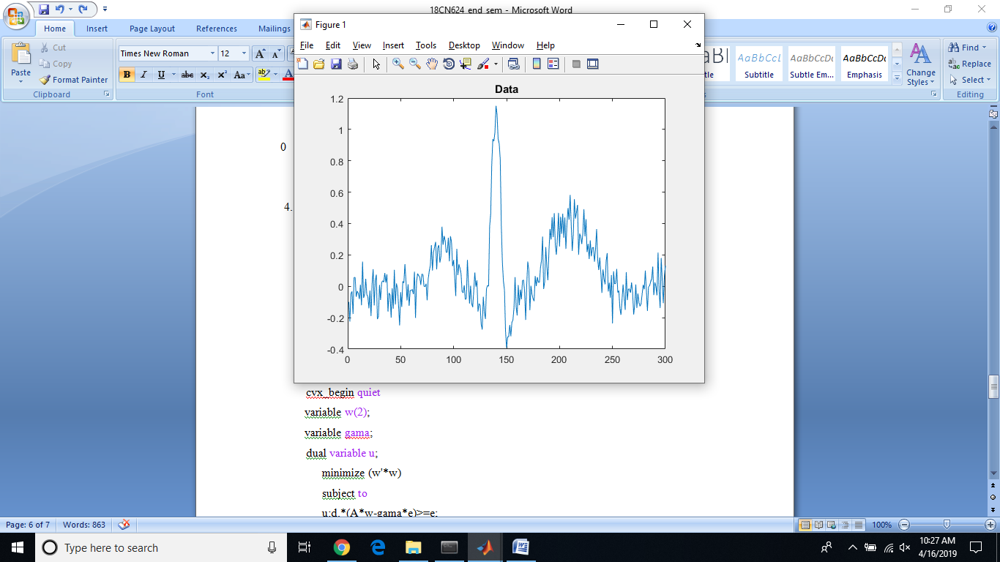 18CN624_end_sem - Microsoft Word
Home Insert Page Layout References Mailings
Cut
Copy
Format Painter
Paste
Clipboard
Times New Roman 12
B I U abc x₂ x² Aa
Font
Subtitle Subtle Em... Emphasis
Change Styles
Find
Replace
Select
Editing
Figure 1
File Edit View Insert Tools Desktop Window Help
Data
1.2
1
0.8
0.6
0.4
0.2
0
-0.2
-0.4
0 50 100 150 200 250 300
0
4.
cvx_begin quiet
variable w(2);
variable gama;
dual variable u;
minimize (w'*w)
subject to
u:d.*(A*w-gama*e)>=e;
Page: 6 of 7 Words: 863 100%
Type here to search
10:27 AM
4/16/2019